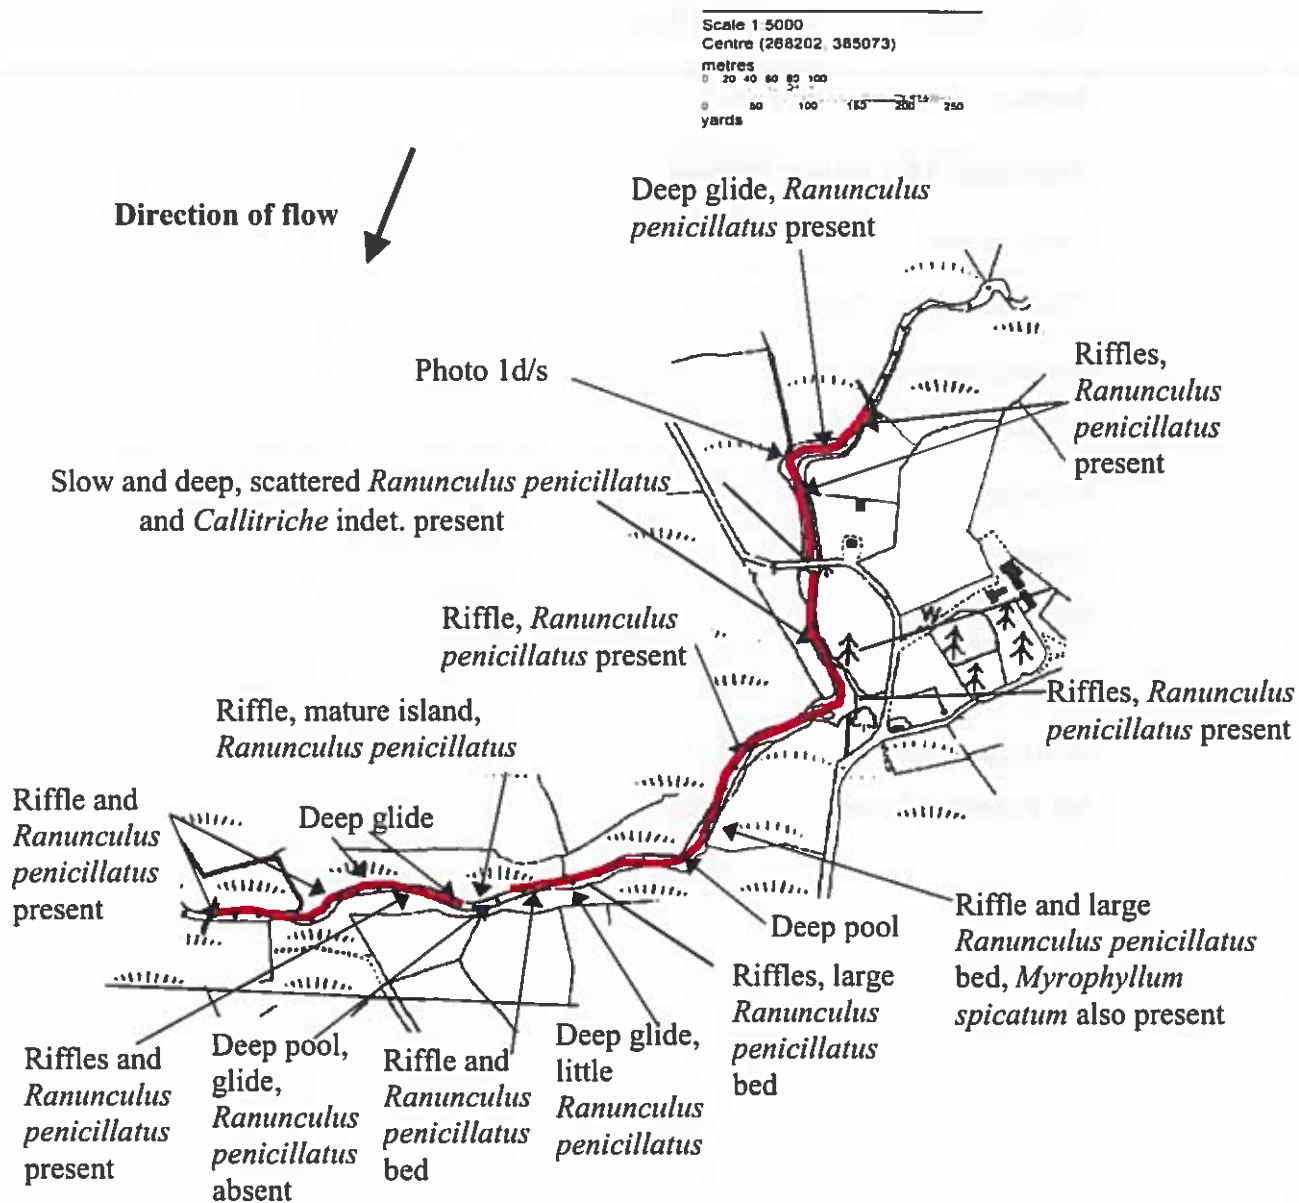 Scale 1:5000
Centre (268202, 385073)
metres
0 20 40 60 80 100
0 50 100 150 200 250
yards
Direction of flow
Deep glide, Ranunculus
penicillatus present
Photo 1d/s
Riffles,
Ranunculus
penicillatus
present
Slow and deep, scattered Ranunculus penicillatus
and Callitriche indet. present
W
Riffle, Ranunculus
penicillatus present
Riffles, Ranunculus
penicillatus present
Riffle, mature island,
Ranunculus penicillatus
Riffle and
Ranunculus
penicillatus
present
Deep glide
Deep pool
Riffle and large
Ranunculus penicillatus
bed, Myrophyllum
spicatum also present
Riffles, large
Ranunculus
penicillatus
bed
Riffles and
Ranunculus
penicillatus
present
Deep pool,
glide,
Ranunculus
penicillatus
absent
Riffle and
Ranunculus
penicillatus
bed
Deep glide,
little
Ranunculus
penicillatus